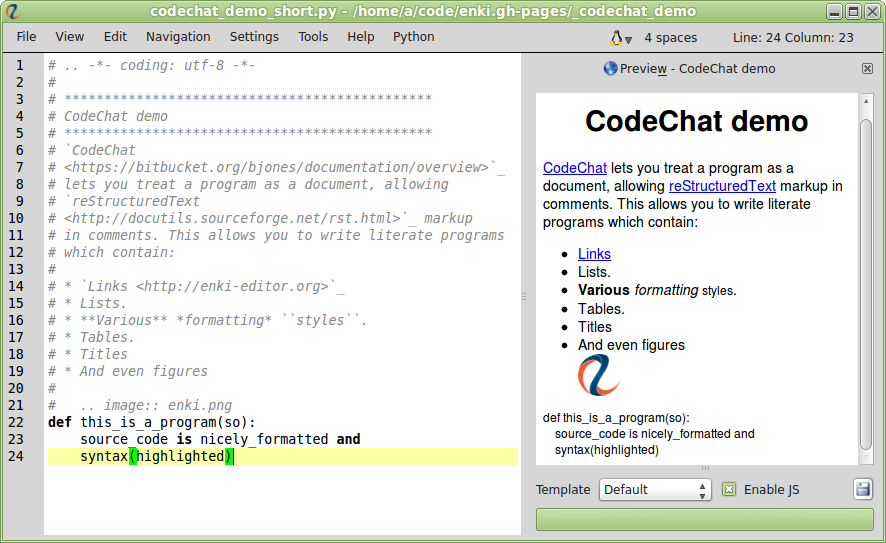 codechat_demo_short.py - /home/a/code/enki.gh-pages/_codechat_demo
File View Edit Navigation Settings Tools Help Python 4 spaces Line: 24 Column: 23
1 # .. -*- coding: utf-8 -*-
2 #
3 # **********************************************
4 # CodeChat demo
5 # **********************************************
6 # `CodeChat
7 # <https://bitbucket.org/bjones/documentation/overview>`_
8 # lets you treat a program as a document, allowing
9 # `reStructuredText
10 # <http://docutils.sourceforge.net/rst.html>`_ markup
11 # in comments. This allows you to write literate programs
12 # which contain:
13 #
14 # * `Links <http://enki-editor.org>`_
15 # * Lists.
16 # * **Various** *formatting* ``styles``.
17 # * Tables.
18 # * Titles
19 # * And even figures
20 #
21 #   .. image:: enki.png
22 def this_is_a_program(so):
23     source_code is nicely_formatted and
24     syntax(highlighted)
Preview - CodeChat demo
CodeChat demo
CodeChat lets you treat a program as a
document, allowing reStructuredText markup in
comments. This allows you to write literate
programs which contain:
• Links
• Lists.
• Various formatting styles.
• Tables.
• Titles
• And even figures
def this_is_a_program(so):
    source_code is nicely_formatted and
    syntax(highlighted)
Template Default Enable JS